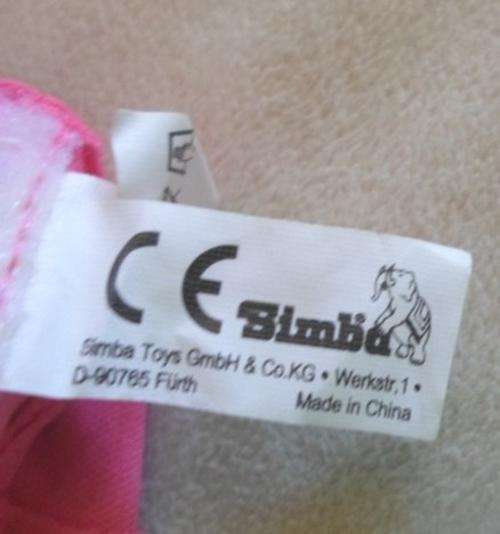 CE Simba
Simba Toys GmbH & Co.KG • Werkstr.1 •
D-90765 Fürth
Made in China